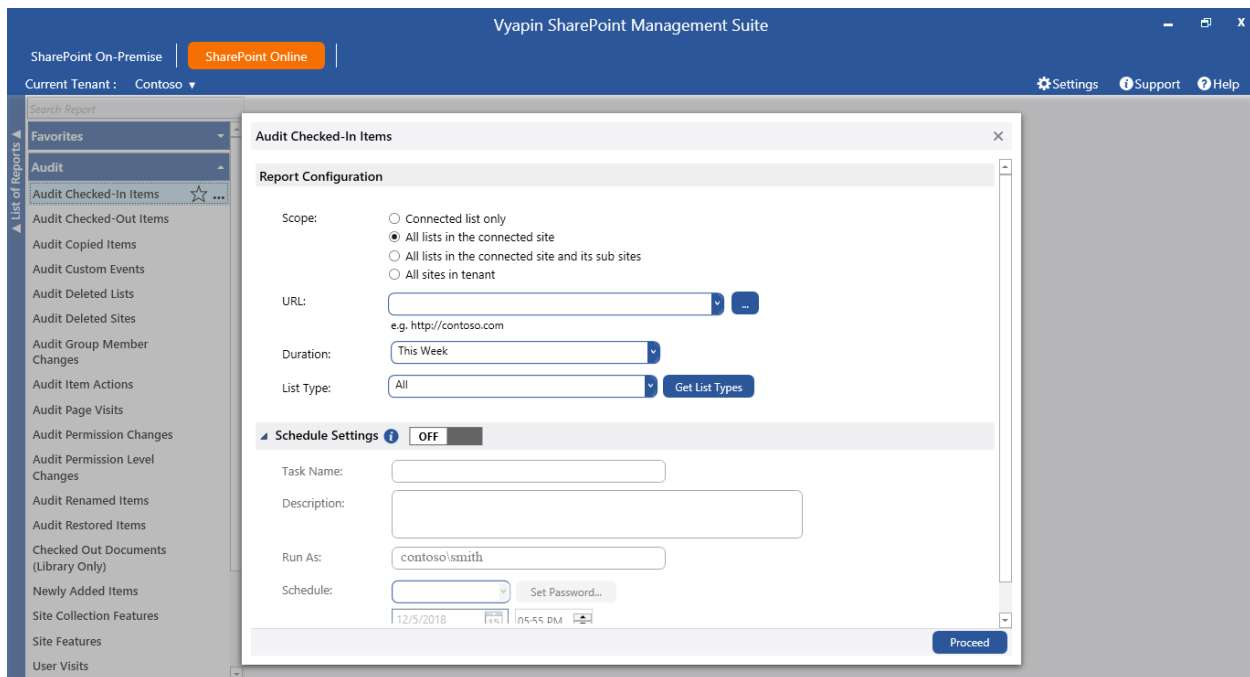 Vyapin SharePoint Management Suite
SharePoint On-Premise
SharePoint Online
Current Tenant :    Contoso
Settings
Support
Help
List of Reports
Search Report
Favorites
Audit
Audit Checked-In Items
...
Audit Checked-Out Items
Audit Copied Items
Audit Custom Events
Audit Deleted Lists
Audit Deleted Sites
Audit Group Member
Changes
Audit Item Actions
Audit Page Visits
Audit Permission Changes
Audit Permission Level
Changes
Audit Renamed Items
Audit Restored Items
Checked Out Documents
(Library Only)
Newly Added Items
Site Collection Features
Site Features
User Visits
Audit Checked-In Items
Report Configuration
Scope:
Connected list only
All lists in the connected site
All lists in the connected site and its sub sites
All sites in tenant
URL:
...
e.g. http://contoso.com
Duration:
This Week
List Type:
All
Get List Types
Schedule Settings
OFF
Task Name:
Description:
Run As:
contoso\smith
Schedule:
Set Password...
12/5/2018
15
05:55 PM
Proceed